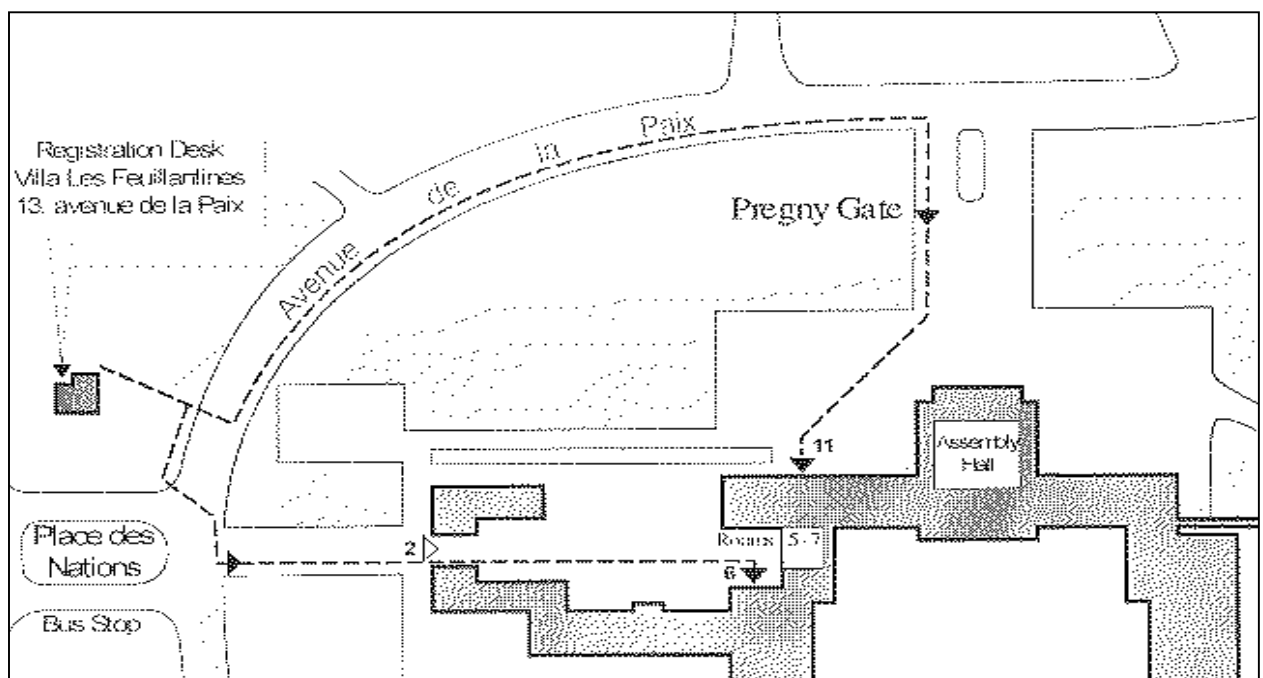 Registration Desk
Villa Les Feuillantines
13, avenue de la Paix
Avenue de la Paix
Pregny Gate
11
Assembly
Hall
Place des
Nations
2
Rooms 5-7
6
Bus Stop